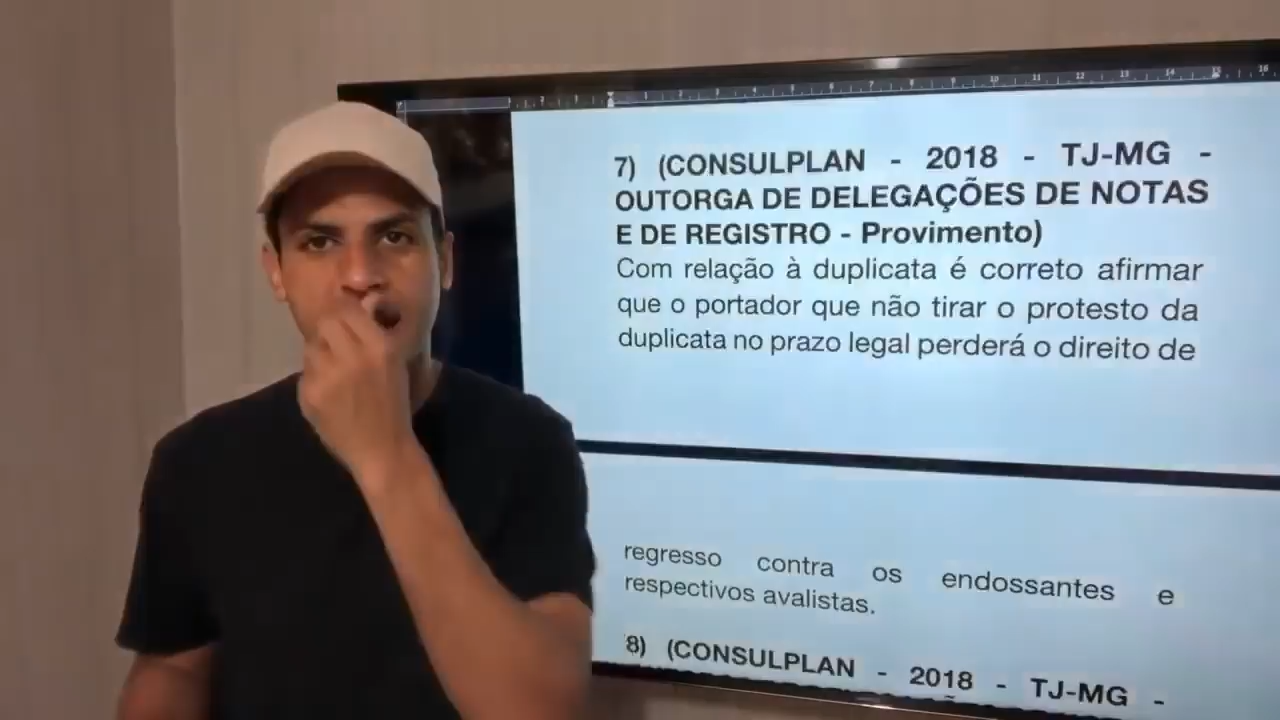 7) (CONSULPLAN - 2018 - TJ-MG -
OUTORGA DE DELEGAÇÕES DE NOTAS
E DE REGISTRO - Provimento)
Com relação à duplicata é correto afirmar
que o portador que não tirar o protesto da
duplicata no prazo legal perderá o direito de
regresso contra os endossantes e
respectivos avalistas.
8) (CONSULPLAN - 2018 - TJ-MG -